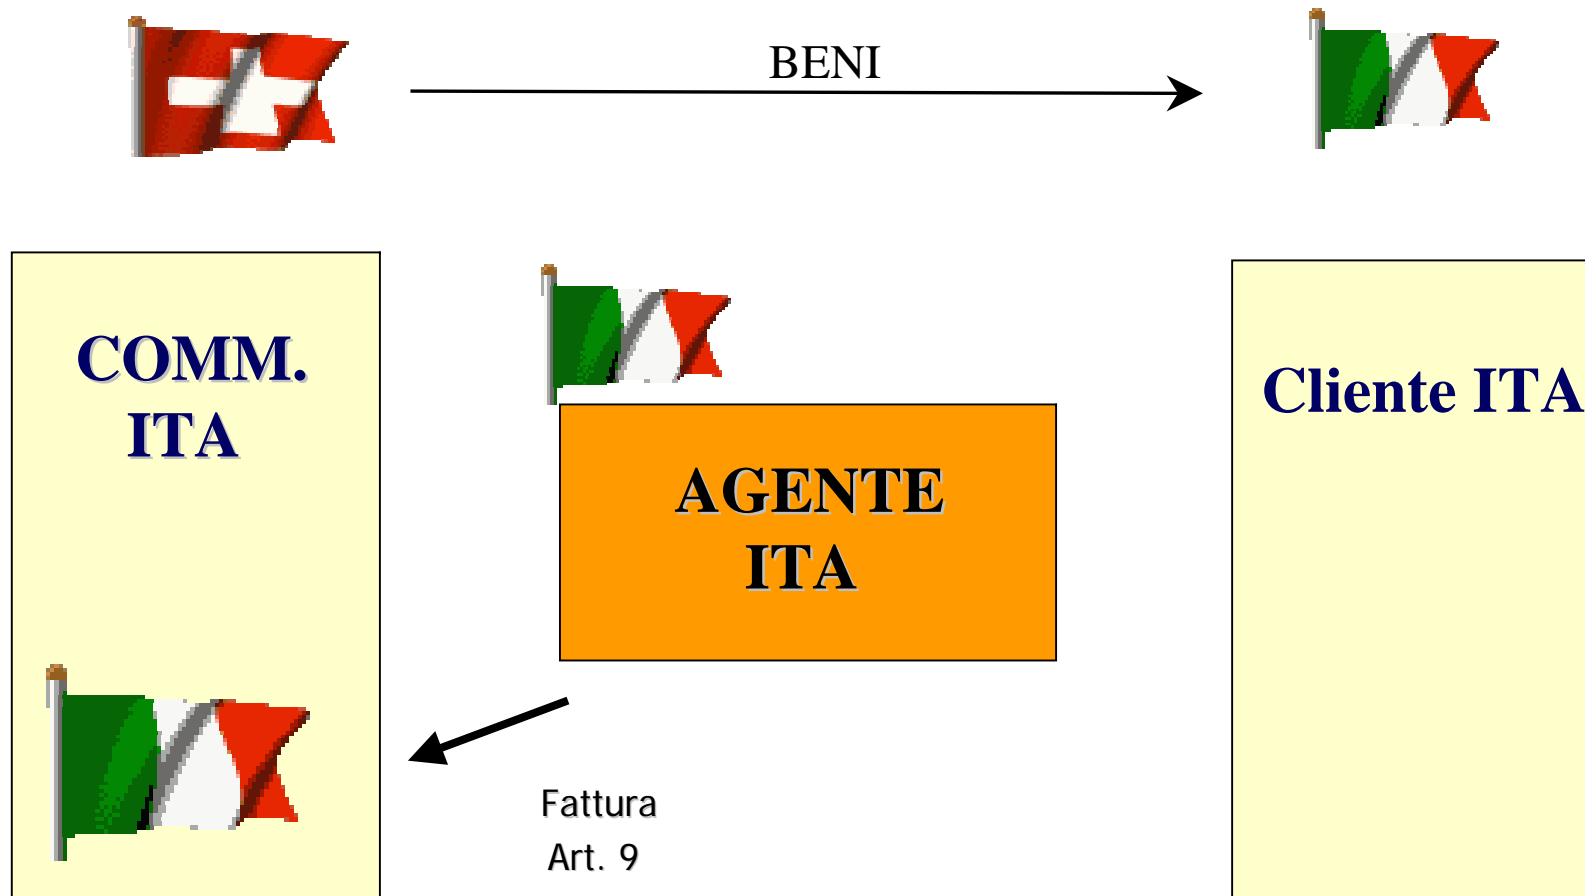 BENI
COMM.
ITA
AGENTE
ITA
Cliente ITA
Fattura
Art. 9